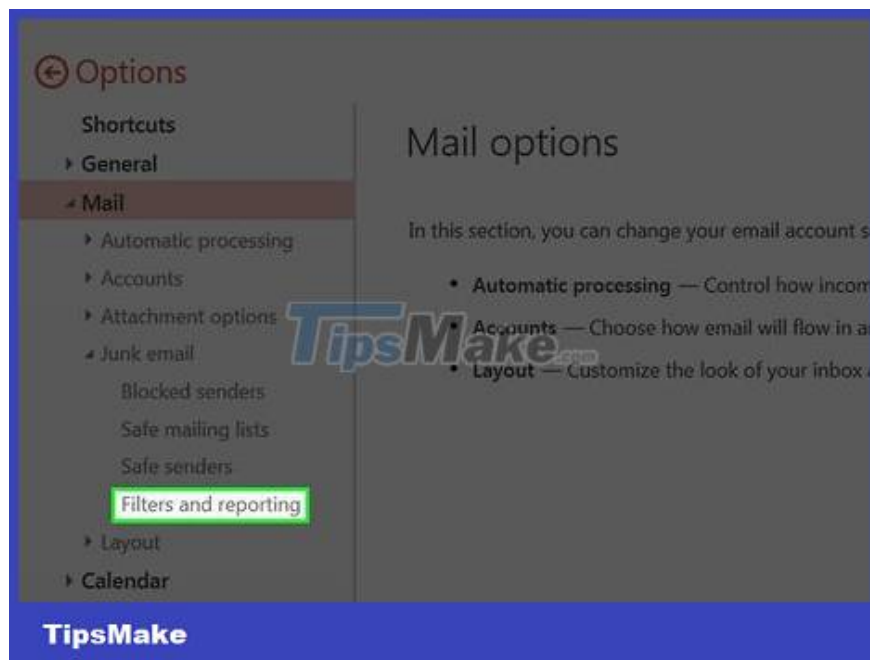 Options
Shortcuts
General
Mail
Automatic processing
Accounts
Attachment options
Junk email
Blocked senders
Safe mailing lists
Safe senders
Filters and reporting
Layout
Calendar
Mail options
In this section, you can change your email account s
• Automatic processing — Control how incom
• Accounts — Choose how email will flow in a
• Layout — Customize the look of your inbox
TipsMake.com
TipsMake